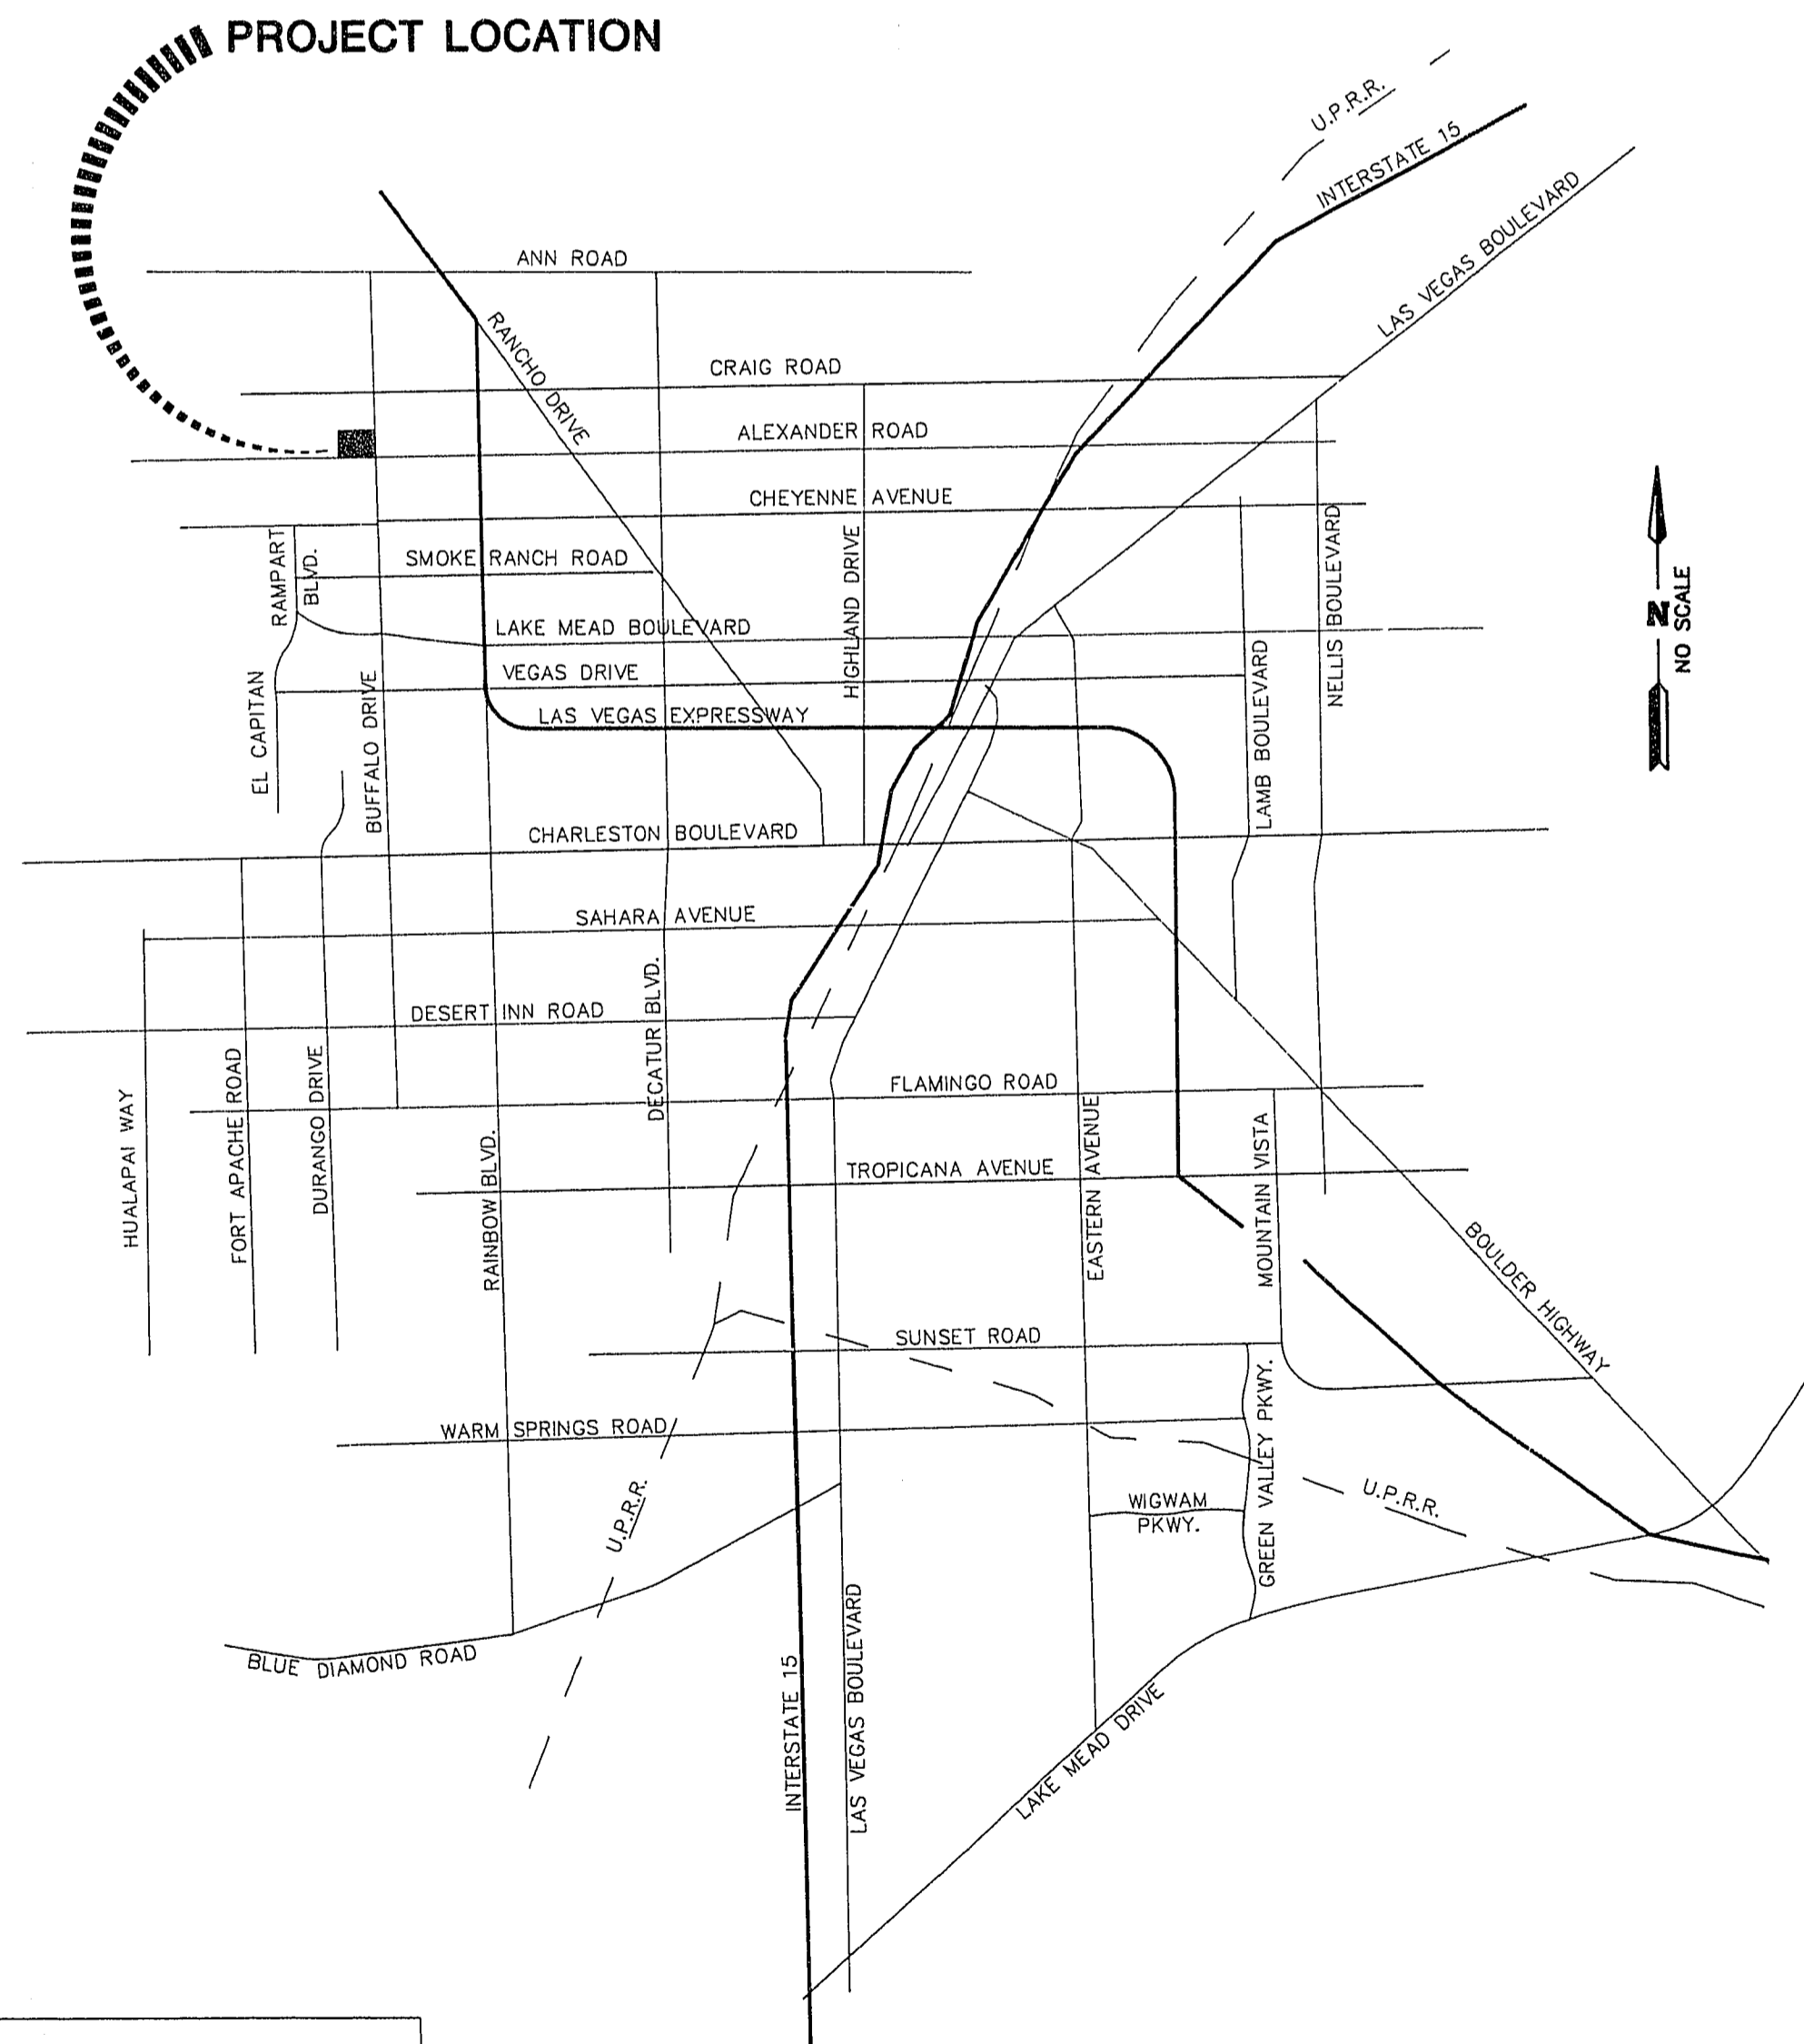 PROJECT LOCATION
U.P.R.R.
INTERSTATE 15
LAS VEGAS BOULEVARD
ANN ROAD
RANCHO DRIVE
CRAIG ROAD
ALEXANDER ROAD
CHEYENNE AVENUE
RAMPART
BLVD.
SMOKE RANCH ROAD
HIGHLAND DRIVE
NELLIS BOULEVARD
N
NO SCALE
LAKE MEAD BOULEVARD
VEGAS DRIVE
EL CAPITAN
BUFFALO DRIVE
LAS VEGAS EXPRESSWAY
LAMB BOULEVARD
CHARLESTON BOULEVARD
SAHARA AVENUE
DECATUR BLVD.
DESERT INN ROAD
HUALAPAI WAY
FORT APACHE ROAD
DURANGO DRIVE
FLAMINGO ROAD
RAINBOW BLVD.
TROPICANA AVENUE
EASTERN AVENUE
MOUNTAIN VISTA
BOULDER HIGHWAY
SUNSET ROAD
GREEN VALLEY PKWY.
WARM SPRINGS ROAD
U.P.R.R.
WIGWAM
PKWY.
U.P.R.R.
BLUE DIAMOND ROAD
INTERSTATE 15
LAS VEGAS BOULEVARD
LAKE MEAD DRIVE